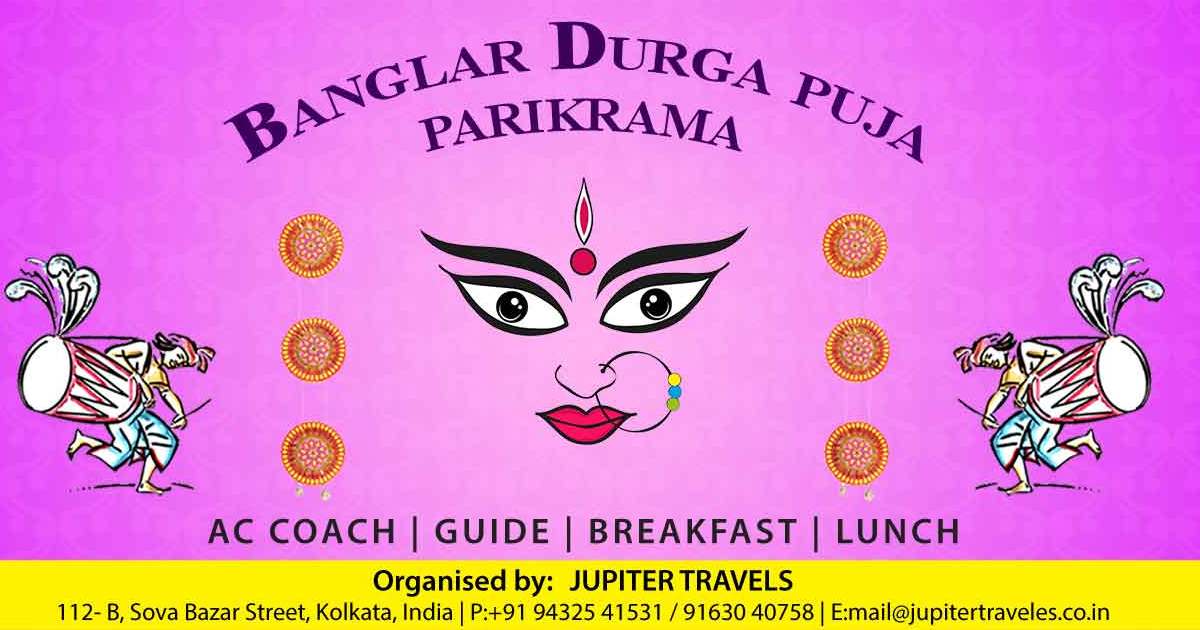 BANGLAR DURGA PUJA
PARIKRAMA
AC COACH | GUIDE | BREAKFAST | LUNCH
Organised by: JUPITER TRAVELS
112- B, Sova Bazar Street, Kolkata, India | P:+91 94325 41531 / 91630 40758 | E:mail@jupitertraveles.co.in